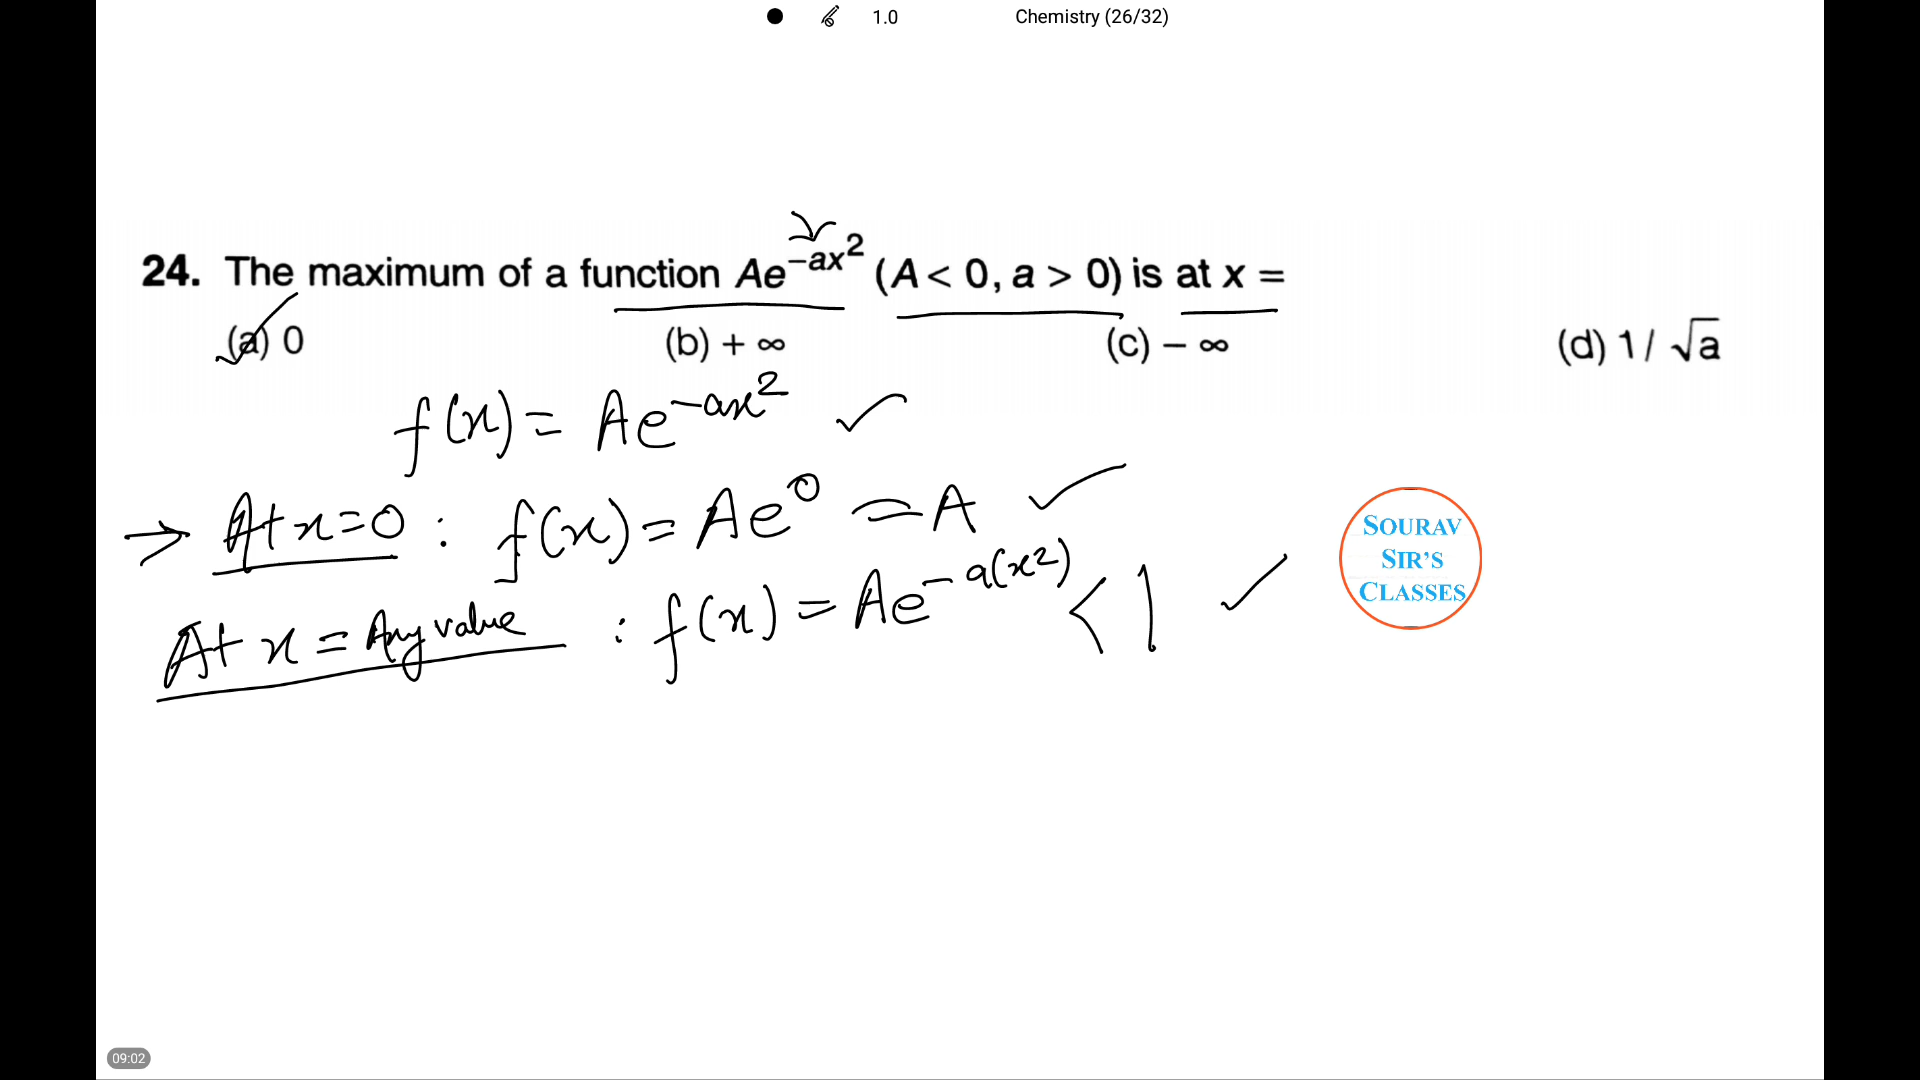 1.0 Chemistry (26/32)
24. The maximum of a function Ae^{-ax^2} (A < 0, a > 0) is at x =
(a) 0 (b) + ∞ (c) − ∞ (d) 1 / √a
f(x) = Ae^{-ax^2} ✓
→ At x=0 : f(x) = Ae^0 = A ✓
At x = Any value : f(x) = Ae^{-a(x^2)} < 1 ✓
SOURAV
SIR'S
CLASSES
09:02